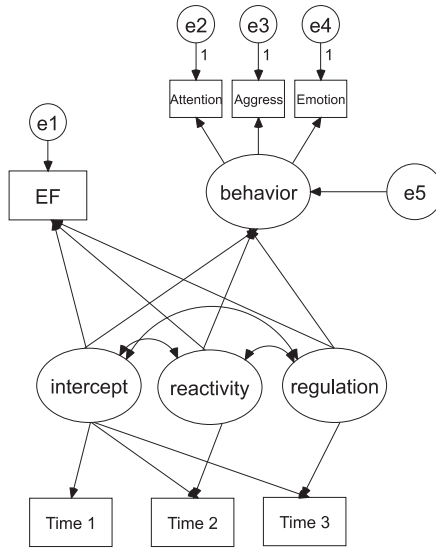 e2
e3
e4
1
1
1
Attention
Aggress
Emotion
e1
EF
behavior
e5
intercept
reactivity
regulation
Time 1
Time 2
Time 3